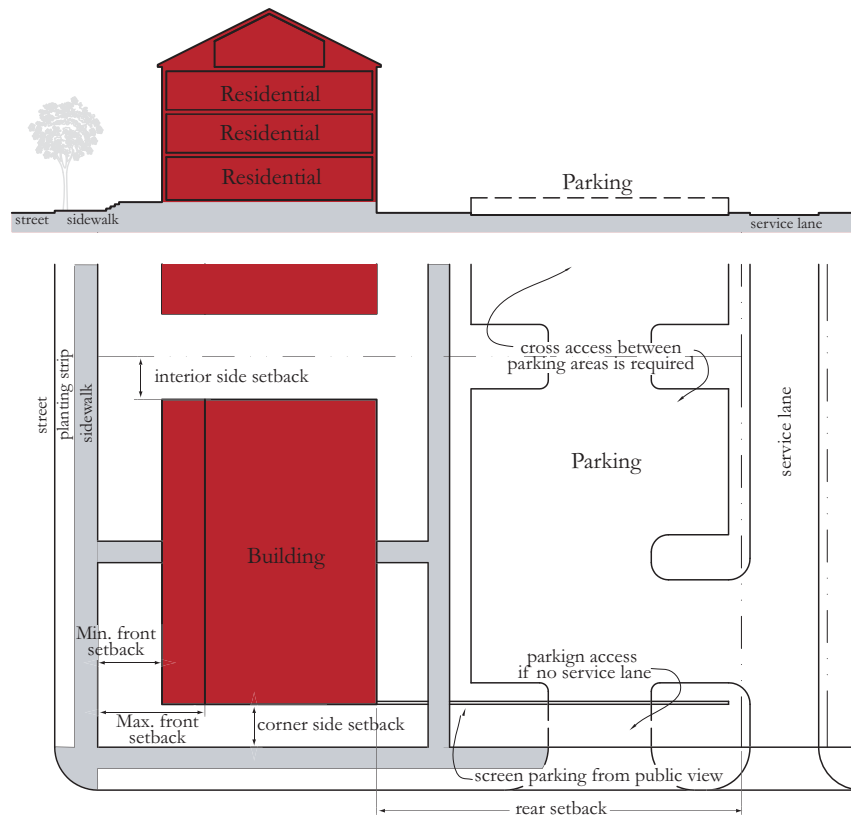 Residential
Residential
Residential
Parking
street
sidewalk
service lane
cross access between
parking areas is required
interior side setback
street
planting strip
sidewalk
Parking
service lane
Building
Min. front
setback
parkign access
if no service lane
Max. front
setback
corner side setback
screen parking from public view
rear setback